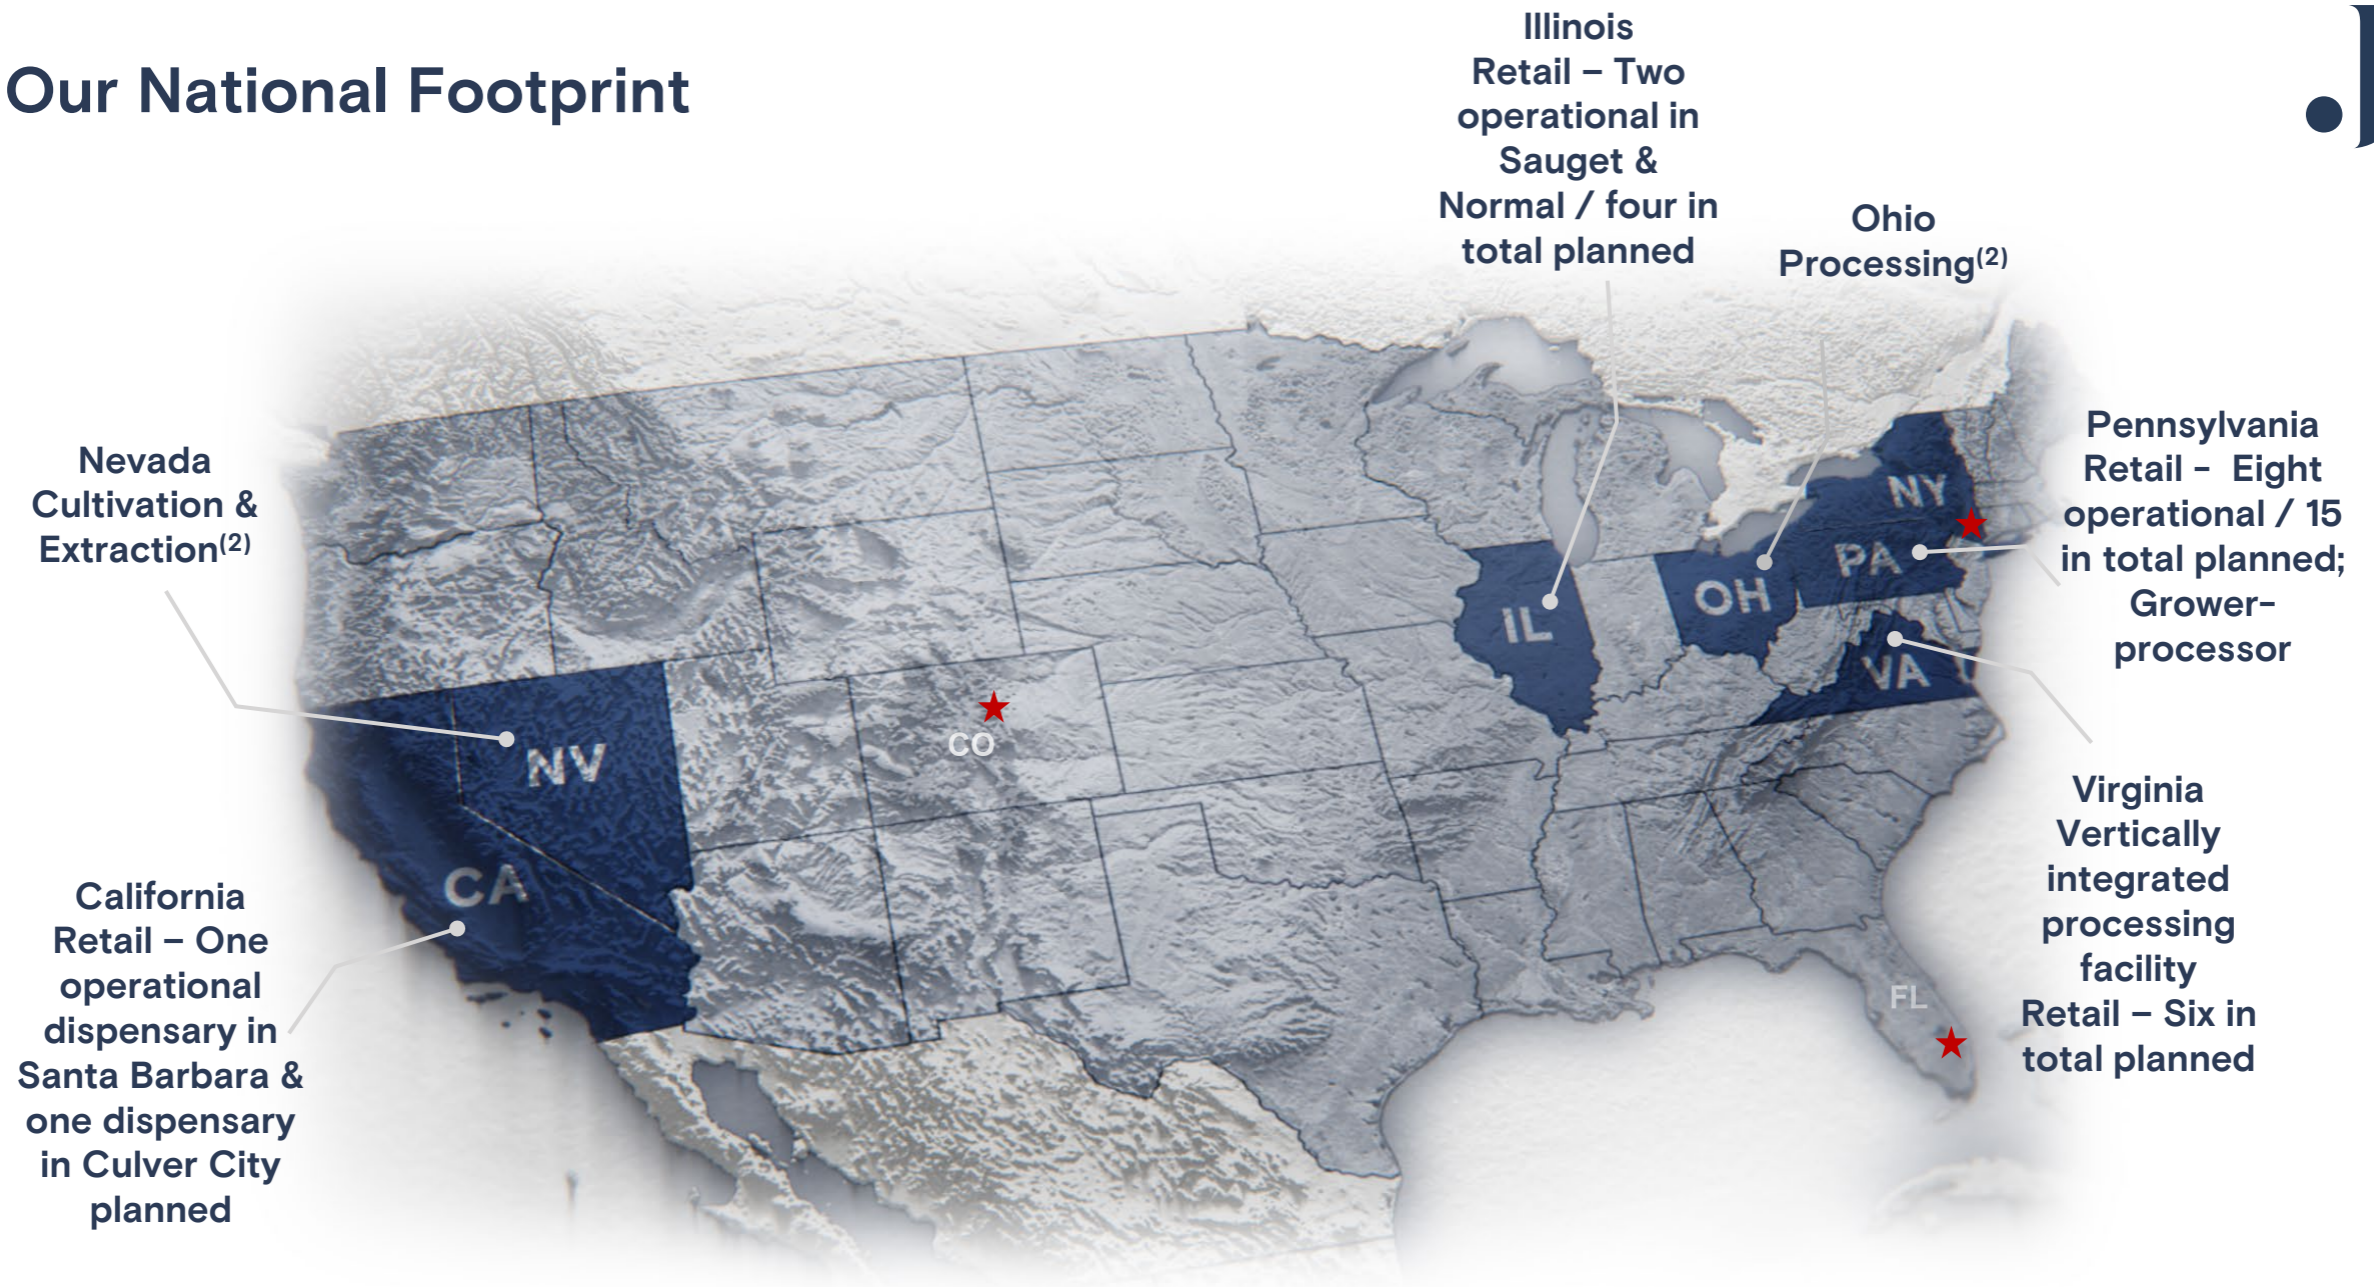 Our National Footprint
.J
Illinois
Retail – Two
operational in
Sauget &
Normal / four in
total planned
Ohio
Processing(2)
Nevada
Cultivation &
Extraction(2)
Pennsylvania
Retail - Eight
operational / 15
in total planned;
Grower-
processor
Virginia
Vertically
integrated
processing
facility
Retail – Six in
total planned
California
Retail – One
operational
dispensary in
Santa Barbara &
one dispensary
in Culver City
planned
NY
PA
OH
IL
VA
NV
CO
CA
FL